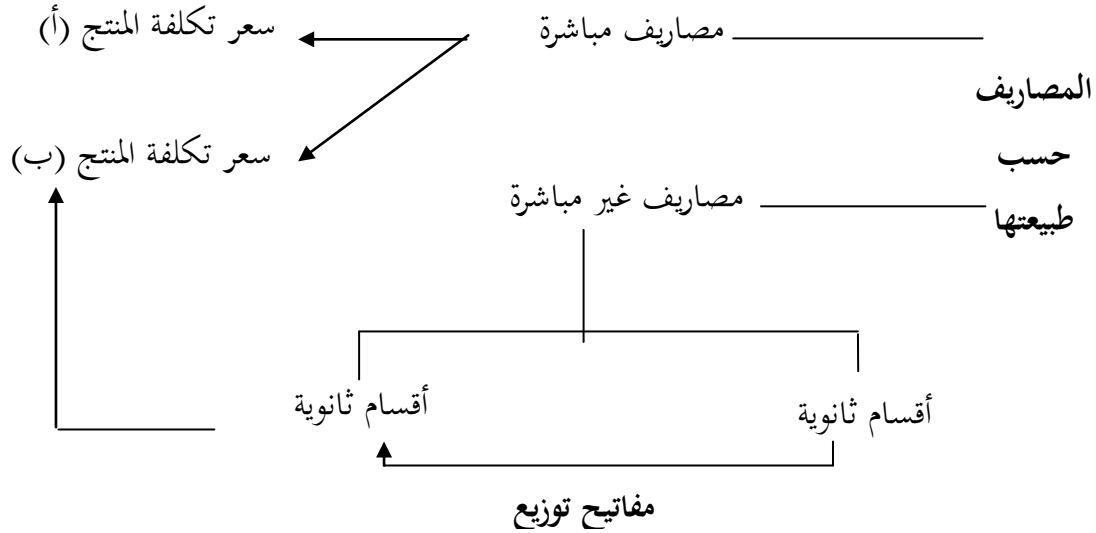 مصاريف مباشرة
سعر تكلفة المنتج (أ)
المصاريف
حسب
طبيعتها
سعر تكلفة المنتج (ب)
مصاريف غير مباشرة
أقسام ثانوية
أقسام ثانوية
مفاتيح توزيع